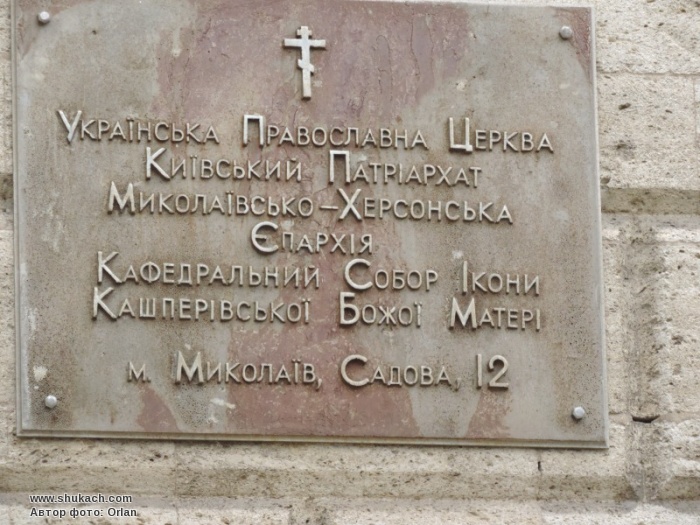 Українська Православна Церква
Київський Патріархат
Миколаївсько-Херсонська
Єпархія
Кафедральний Собор Ікони
Кашперівської Божої Матері
м. Миколаїв, Садова, 12
www.shukach.com
Автор фото: Orlan